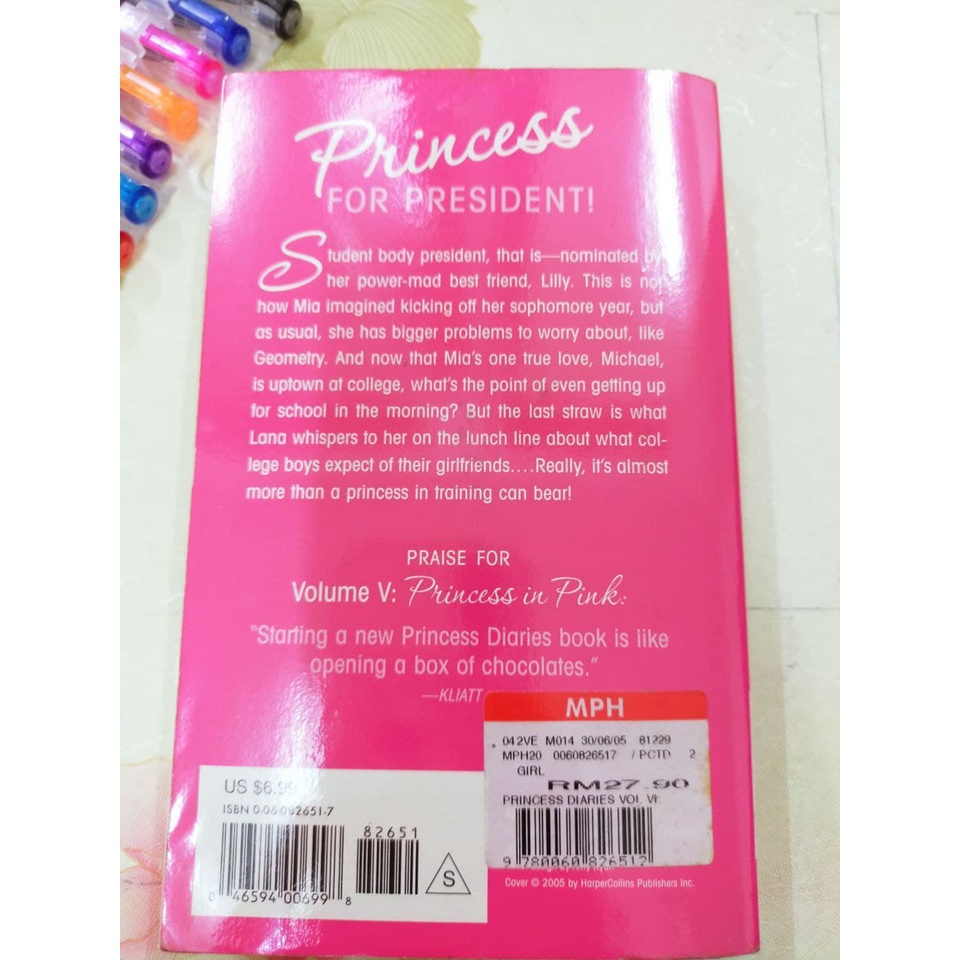 Princess
FOR PRESIDENT!
Student body president, that is—nominated by
her power-mad best friend, Lilly. This is not
how Mia imagined kicking off her sophomore year, but
as usual, she has bigger problems to worry about, like
Geometry. And now that Mia's one true love, Michael,
is uptown at college, what's the point of even getting up
for school in the morning? But the last straw is what
Lana whispers to her on the lunch line about what col-
lege boys expect of their girlfriends....Really, it's almost
more than a princess in training can bear!
PRAISE FOR
Volume V: Princess in Pink:
"Starting a new Princess Diaries book is like
opening a box of chocolates."
—KLIATT
MPH
042VE M014 30/06/05 81229
MPH20 0060826517 /PCTD 2
GIRL
RM27.90
PRINCESS DIARIES VOL VI:
9 780060 826512
US $6.99
ISBN 0-06-082651-7
82651
0 46594 00699 8
S
Cover © 2005 by HarperCollins Publishers Inc.